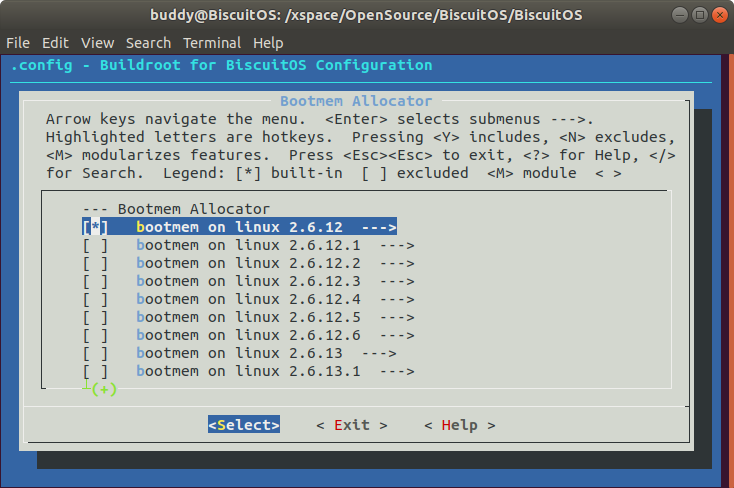 buddy@BiscuitOS: /xspace/OpenSource/BiscuitOS/BiscuitOS
File Edit View Search Terminal Help
.config - Buildroot for BiscuitOS Configuration
Bootmem Allocator
Arrow keys navigate the menu.  <Enter> selects submenus --->.
Highlighted letters are hotkeys.  Pressing <Y> includes, <N> excludes,
<M> modularizes features.  Press <Esc><Esc> to exit, <?> for Help, </>
for Search.  Legend: [*] built-in  [ ] excluded  <M> module  < >
--- Bootmem Allocator
[*]   bootmem on linux 2.6.12  --->
[ ]   bootmem on linux 2.6.12.1  --->
[ ]   bootmem on linux 2.6.12.2  --->
[ ]   bootmem on linux 2.6.12.3  --->
[ ]   bootmem on linux 2.6.12.4  --->
[ ]   bootmem on linux 2.6.12.5  --->
[ ]   bootmem on linux 2.6.12.6  --->
[ ]   bootmem on linux 2.6.13  --->
[ ]   bootmem on linux 2.6.13.1  --->
(+)
<Select>    < Exit >    < Help >